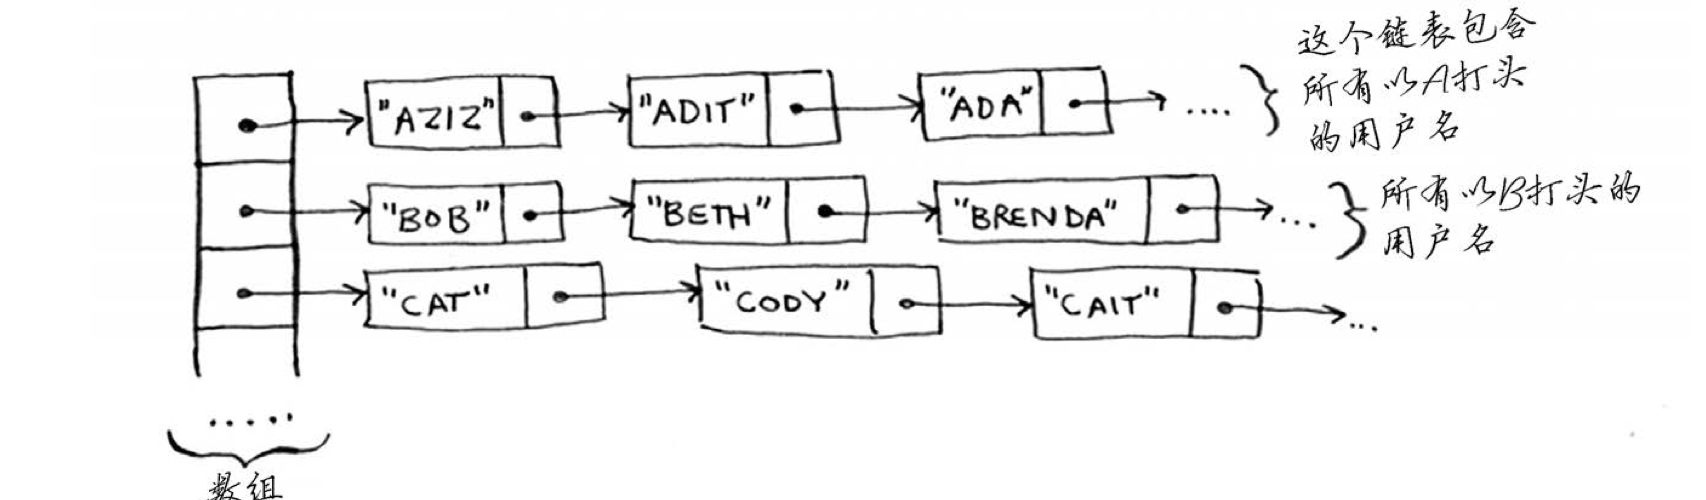 "AZIZ" "ADIT" "ADA" ....
这个链表包含
所有以A打头
的用户名
"BOB" "BETH" "BRENDA" ...
所有以B打头的
用户名
"CAT" "CODY" "CAIT" ...
.....
数组